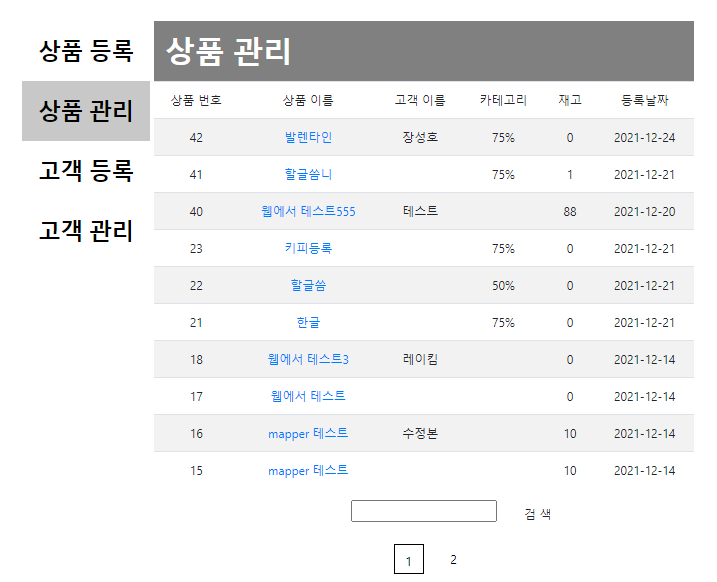 상품 등록
상품 관리
고객 등록
고객 관리
상품 관리
상품 번호 상품 이름 고객 이름 카테고리 재고 등록날짜
42 발렌타인 장성호 75% 0 2021-12-24
41 할글씀니 75% 1 2021-12-21
40 웹에서 테스트555 테스트 88 2021-12-20
23 키피등록 75% 0 2021-12-21
22 할글씀 50% 0 2021-12-21
21 한글 75% 0 2021-12-21
18 웹에서 테스트3 레이킴 0 2021-12-14
17 웹에서 테스트 0 2021-12-14
16 mapper 테스트 수정본 10 2021-12-14
15 mapper 테스트 10 2021-12-14
검 색
1 2